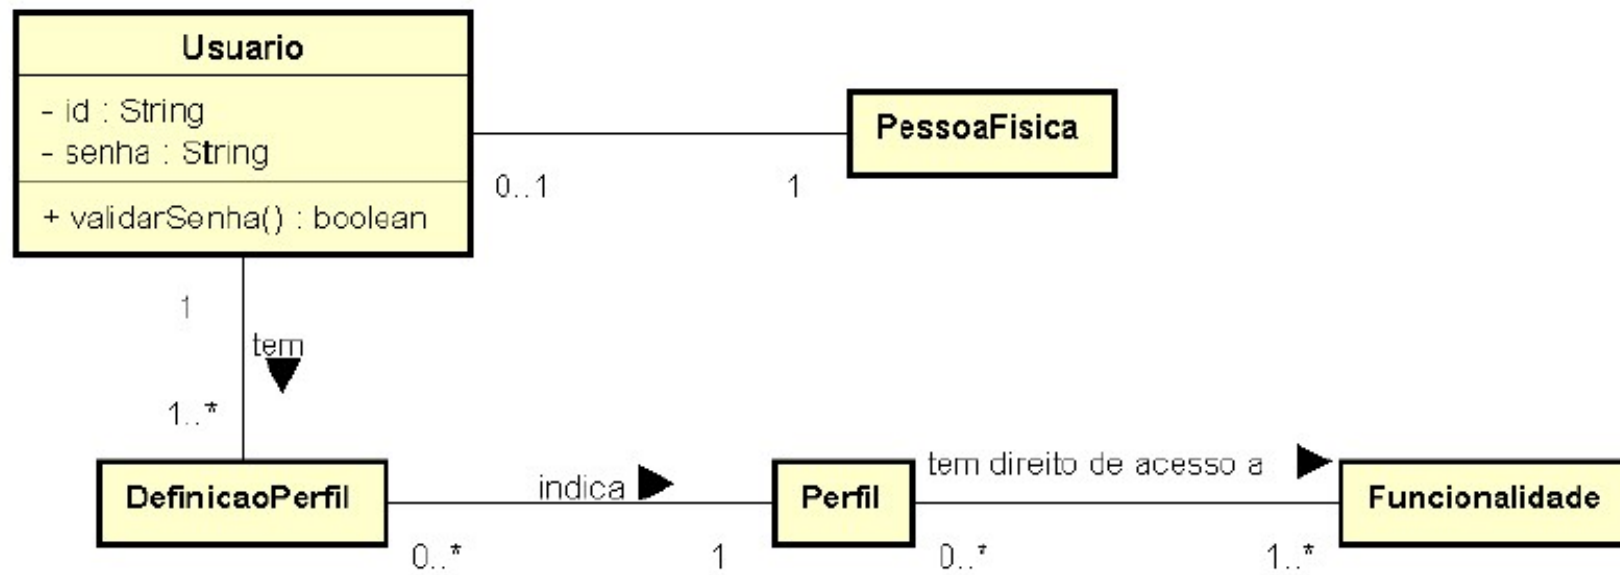 Usuario
- id : String
- senha : String
+ validarSenha() : boolean
PessoaFisica
0..1
1
1
tem
1..*
DefinicaoPerfil
indica
0..*
1
Perfil
tem direito de acesso a
0..*
1..*
Funcionalidade